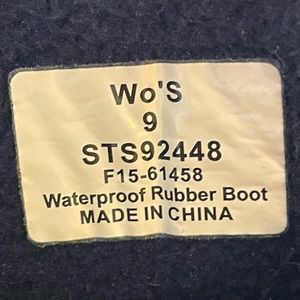 Wo'S
9
STS92448
F15-61458
Waterproof Rubber Boot
MADE IN CHINA